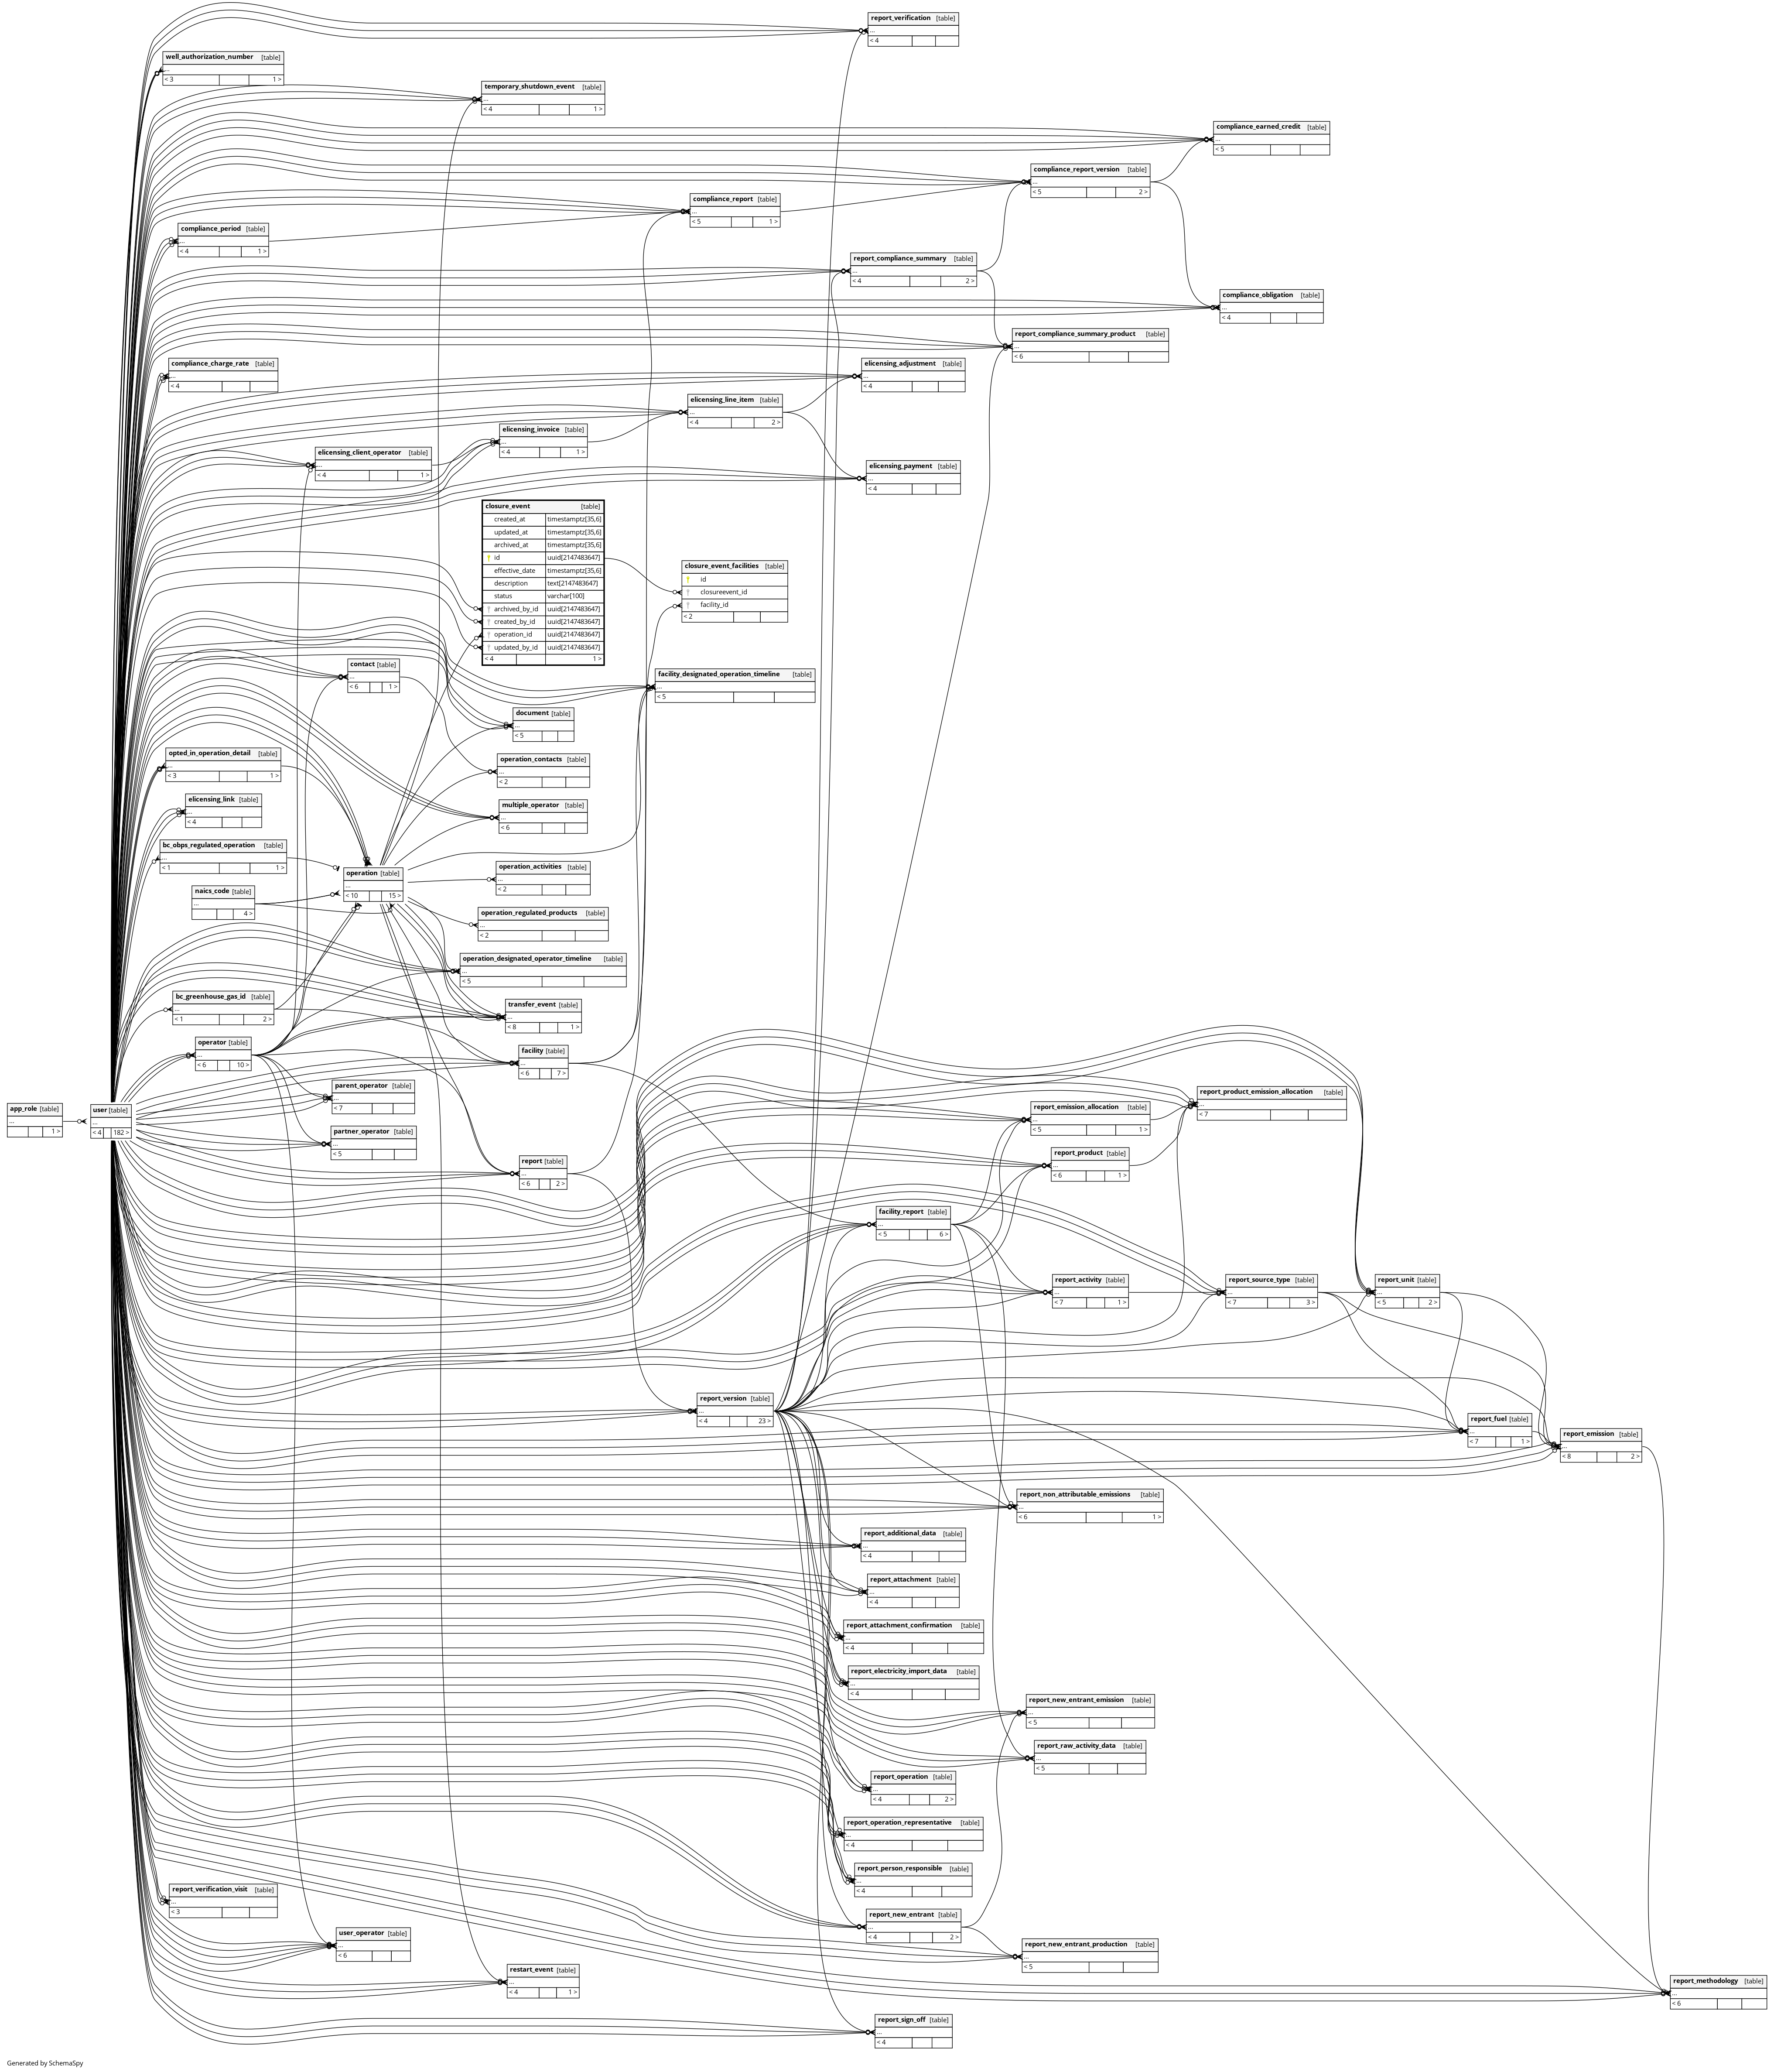 report_verification [table]
...
< 4
well_authorization_number [table]
...
< 3 1 >
temporary_shutdown_event [table]
...
< 4 1 >
compliance_earned_credit [table]
...
< 5
compliance_report_version [table]
...
< 5 2 >
compliance_report [table]
...
< 5 1 >
compliance_period [table]
...
< 4 1 >
report_compliance_summary [table]
...
< 4 2 >
compliance_obligation [table]
...
< 4
report_compliance_summary_product [table]
...
< 6
compliance_charge_rate [table]
...
< 4
elicensing_adjustment [table]
...
< 4
elicensing_line_item [table]
...
< 4 2 >
elicensing_invoice [table]
...
< 4 1 >
elicensing_client_operator [table]
...
< 4 1 >
elicensing_payment [table]
...
< 4
closure_event [table]
created_at timestamptz[35,6]
updated_at timestamptz[35,6]
archived_at timestamptz[35,6]
id uuid[2147483647]
effective_date timestamptz[35,6]
description text[2147483647]
status varchar[100]
archived_by_id uuid[2147483647]
created_by_id uuid[2147483647]
operation_id uuid[2147483647]
updated_by_id uuid[2147483647]
< 4 1 >
closure_event_facilities [table]
id
closureevent_id
facility_id
< 2
contact [table]
...
< 6 1 >
facility_designated_operation_timeline [table]
...
< 5
document [table]
...
< 5
opted_in_operation_detail [table]
...
< 3 1 >
operation_contacts [table]
...
< 2
elicensing_link [table]
...
< 4
multiple_operator [table]
...
< 6
bc_obps_regulated_operation [table]
...
< 1 1 >
operation [table]
...
< 10 15 >
operation_activities [table]
...
< 2
naics_code [table]
...
4 >
operation_regulated_products [table]
...
< 2
operation_designated_operator_timeline [table]
...
< 5
bc_greenhouse_gas_id [table]
...
< 1 2 >
transfer_event [table]
...
< 8 1 >
operator [table]
...
< 6 10 >
facility [table]
...
< 6 7 >
parent_operator [table]
...
< 7
report_product_emission_allocation [table]
...
< 7
app_role [table]
...
1 >
user [table]
...
< 4 182 >
report_emission_allocation [table]
...
< 5 1 >
partner_operator [table]
...
< 5
report [table]
...
< 6 2 >
report_product [table]
...
< 6 1 >
facility_report [table]
...
< 5 6 >
report_activity [table]
...
< 7 1 >
report_source_type [table]
...
< 7 3 >
report_unit [table]
...
< 5 2 >
report_version [table]
...
< 4 23 >
report_fuel [table]
...
< 7 1 >
report_emission [table]
...
< 8 2 >
report_non_attributable_emissions [table]
...
< 6 1 >
report_additional_data [table]
...
< 4
report_attachment [table]
...
< 4
report_attachment_confirmation [table]
...
< 4
report_electricity_import_data [table]
...
< 4
report_new_entrant_emission [table]
...
< 5
report_raw_activity_data [table]
...
< 5
report_operation [table]
...
< 4 2 >
report_operation_representative [table]
...
< 4
report_person_responsible [table]
...
< 4
report_verification_visit [table]
...
< 3
report_new_entrant [table]
...
< 4 2 >
user_operator [table]
...
< 6
report_new_entrant_production [table]
...
< 5
restart_event [table]
...
< 4 1 >
report_methodology [table]
...
< 6
report_sign_off [table]
...
< 4
Generated by SchemaSpy